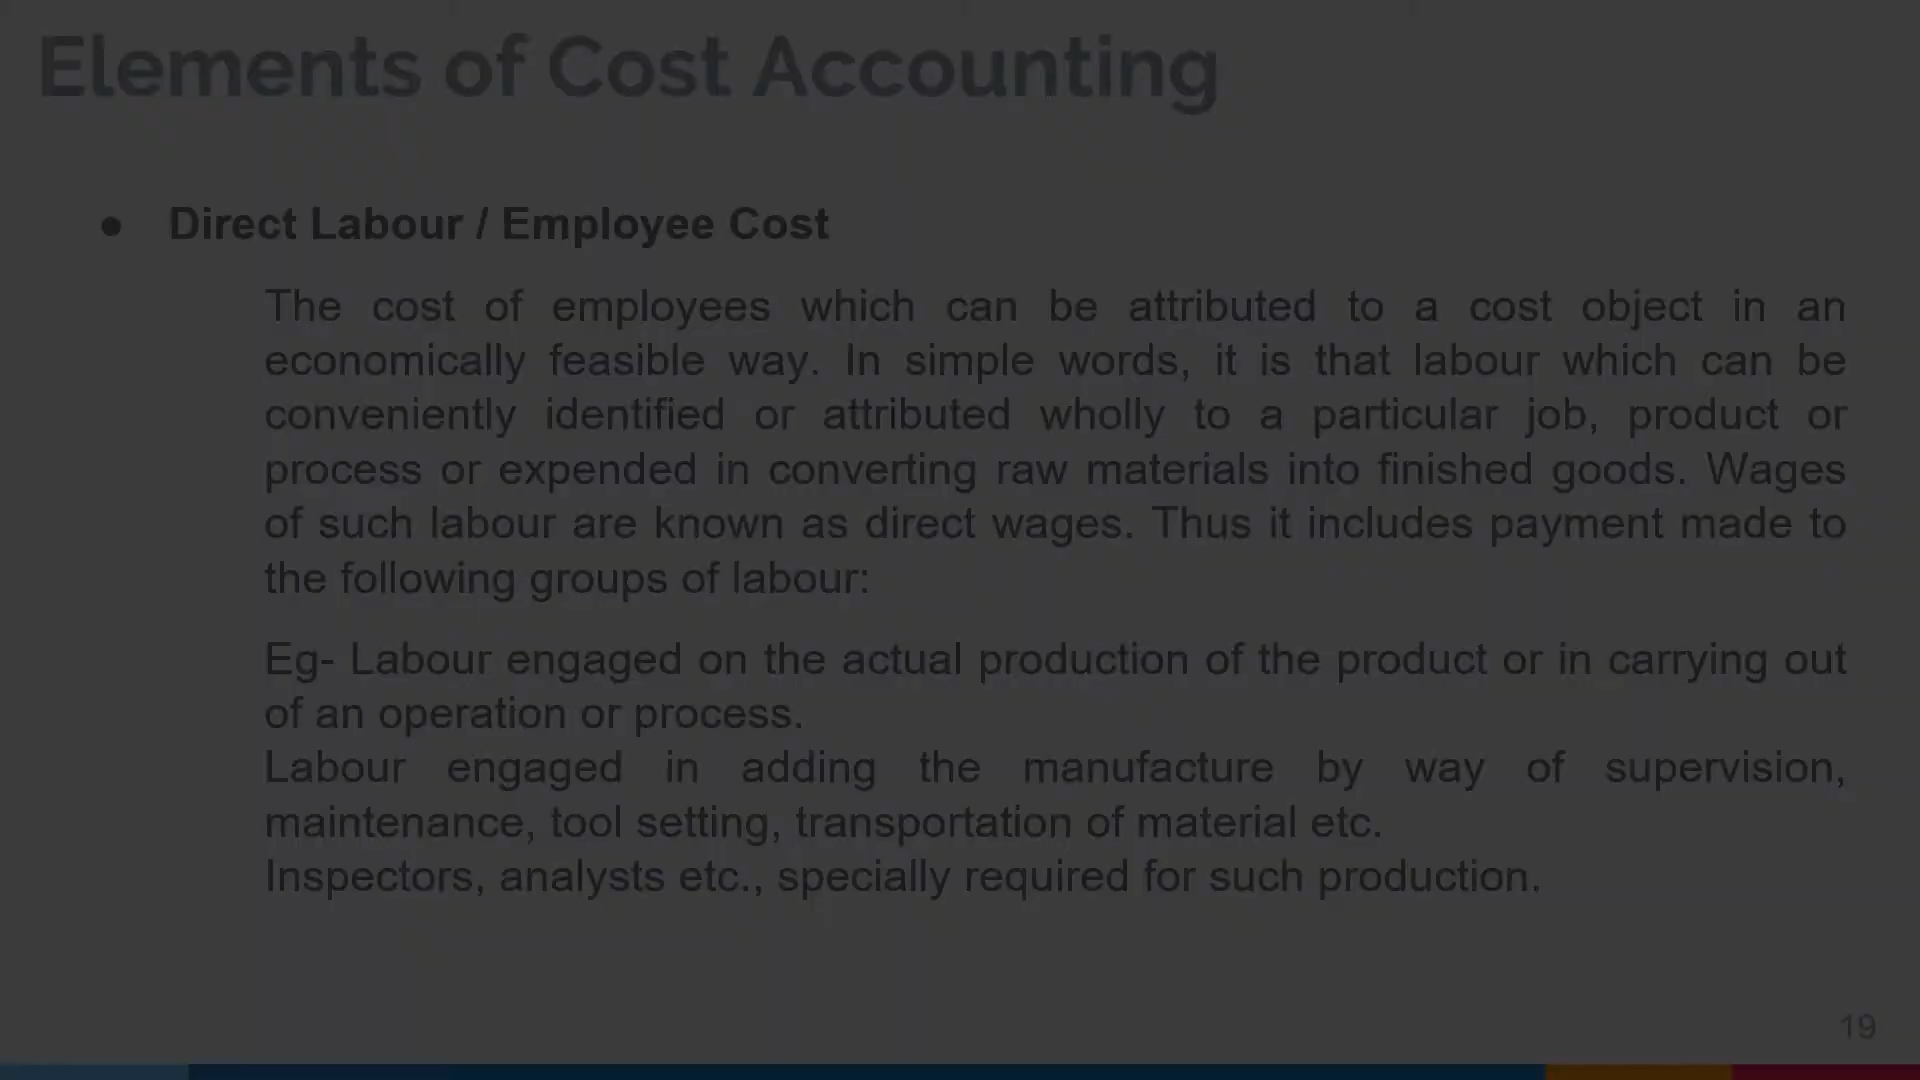 Elements of Cost Accounting
● Direct Labour / Employee Cost
The cost of employees which can be attributed to a cost object in an
economically feasible way. In simple words, it is that labour which can be
conveniently identified or attributed wholly to a particular job, product or
process or expended in converting raw materials into finished goods. Wages
of such labour are known as direct wages. Thus it includes payment made to
the following groups of labour:
Eg- Labour engaged on the actual production of the product or in carrying out
of an operation or process.
Labour engaged in adding the manufacture by way of supervision,
maintenance, tool setting, transportation of material etc.
Inspectors, analysts etc., specially required for such production.
19